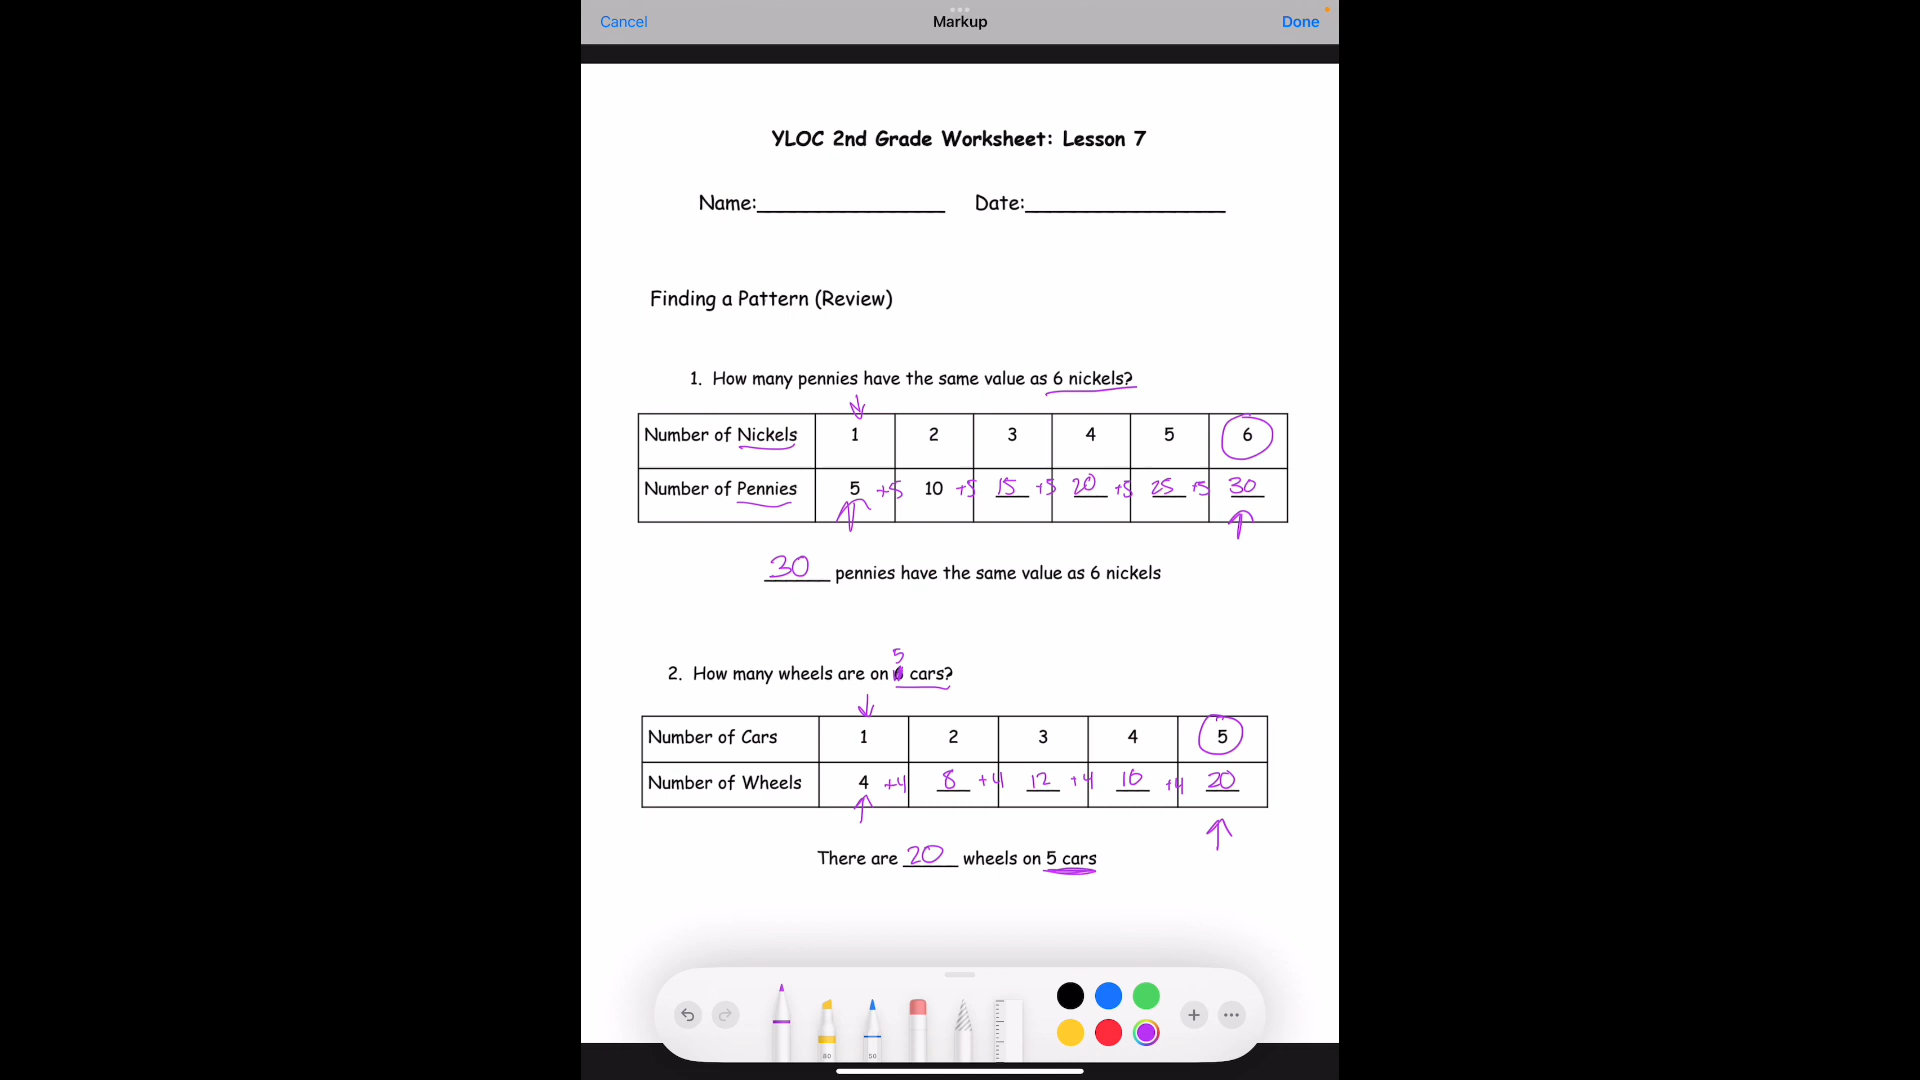 Cancel Markup Done
YLOC 2nd Grade Worksheet: Lesson 7
Name:________________ Date:_________________
Finding a Pattern (Review)
1. How many pennies have the same value as 6 nickels?
Number of Nickels 1 2 3 4 5 6
Number of Pennies 5 +5 10 +5 15 +5 20 +5 25 +5 30
30 pennies have the same value as 6 nickels
5
2. How many wheels are on cars?
Number of Cars 1 2 3 4 5
Number of Wheels 4 +4 8 +4 12 +4 16 +4 20
There are 20 wheels on 5 cars
80 50